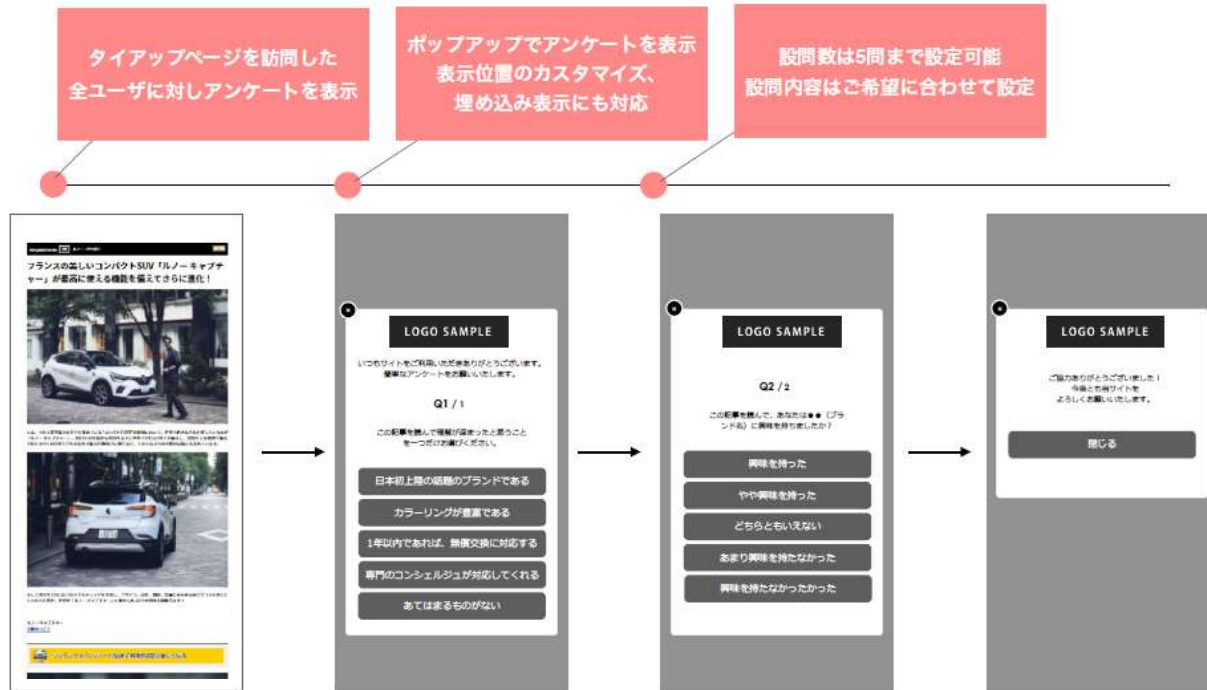 タイアップページを訪問した
全ユーザに対しアンケートを表示
ポップアップでアンケートを表示
表示位置のカスタマイズ、
埋め込み表示にも対応
設問数は5問まで設定可能
設問内容はご希望に合わせて設定
フランスの美しいコンパクトSUV「ルノー キャプチ
ャー」が最高に使える機能を備えてさらに進化！
LOGO SAMPLE
いつもサイトをご利用いただきありがとうございます。
簡単なアンケートをお願いいたします。
Q1 / 1
この記事を読んで理解が深まったと思うこと
を一つだけお選びください。
日本初上陸の話題のブランドである
カラーリングが豊富である
1年以内であれば、無償交換に対応する
専門のコンシェルジュが対応してくれる
あてはまるものがない
LOGO SAMPLE
Q2 / 2
この記事を読んで、あなたは●●（ブラ
ンド名）に興味を持ちましたか？
興味を持った
やや興味を持った
どちらともいえない
あまり興味を持たなかった
興味を持たなかったかった
LOGO SAMPLE
ご協力ありがとうございました！
今後とも当サイトを
よろしくお願いいたします。
閉じる